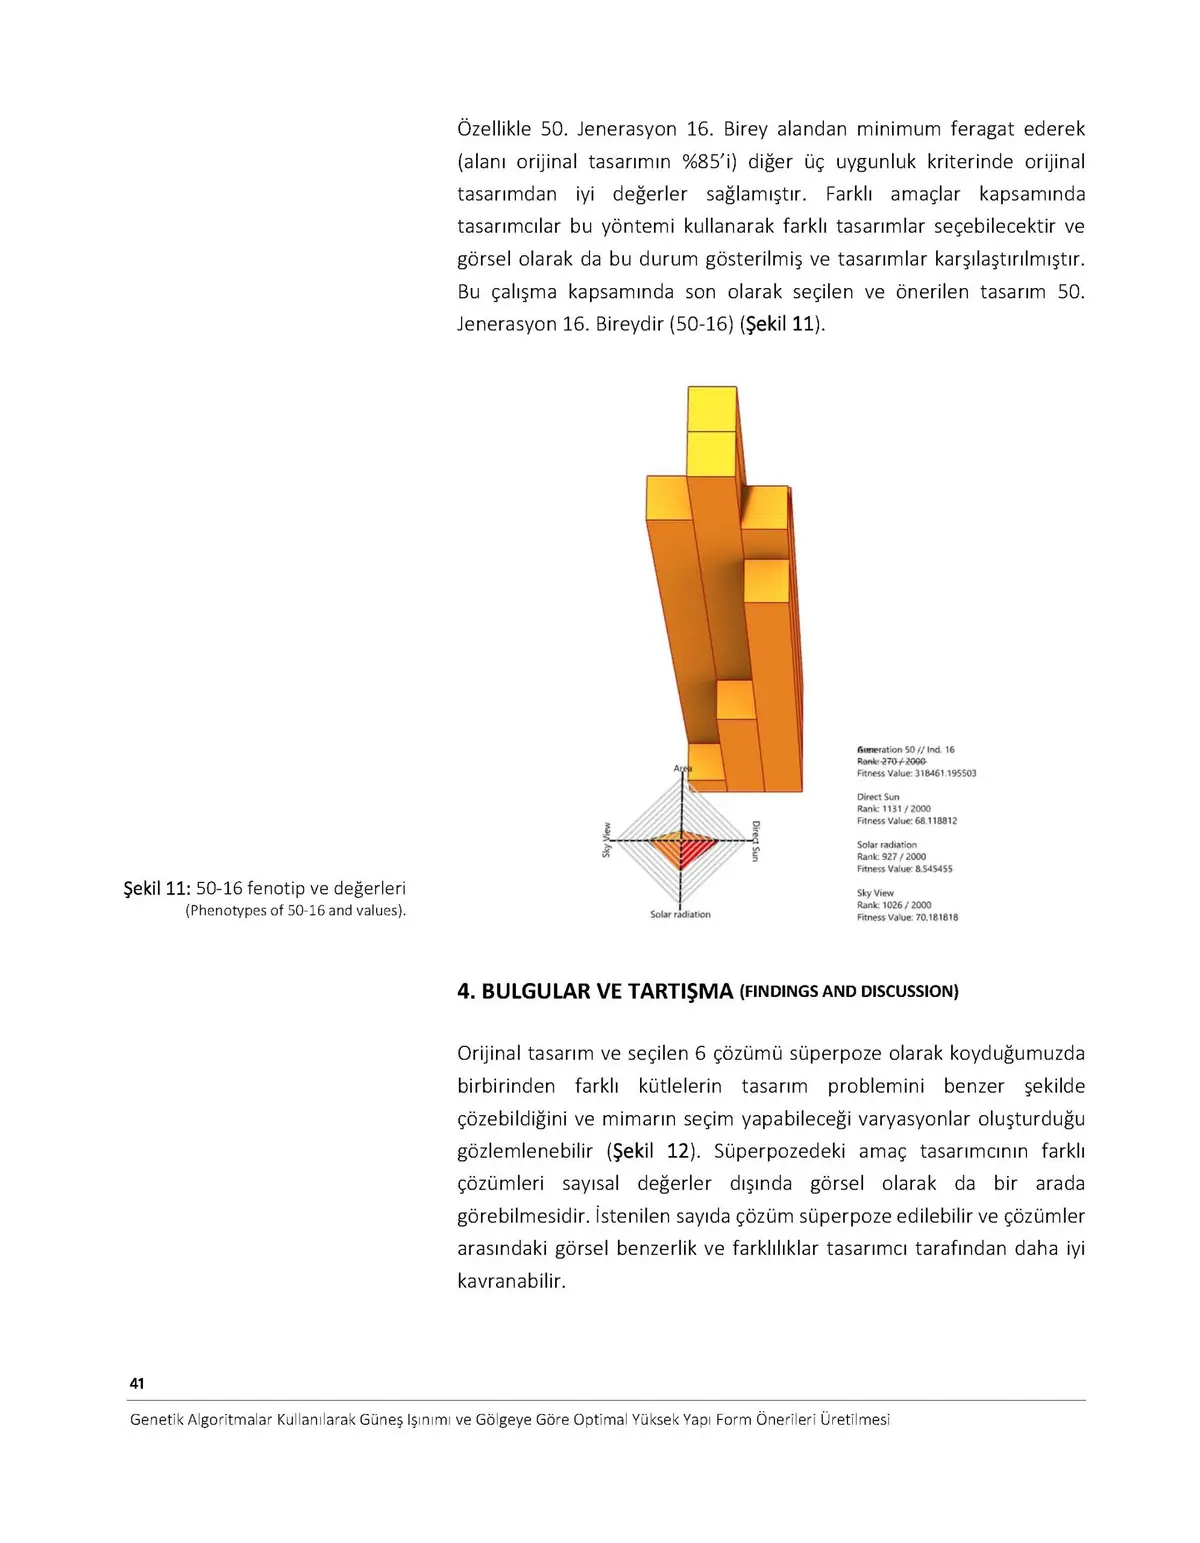 Özellikle 50. Jenerasyon 16. Birey alandan minimum feragat ederek
(alanı orijinal tasarımın %85’i) diğer üç uygunluk kriterinde orijinal
tasarımdan iyi değerler sağlamıştır. Farklı amaçlar kapsamında
tasarımcılar bu yöntemi kullanarak farklı tasarımlar seçebilecektir ve
görsel olarak da bu durum gösterilmiş ve tasarımlar karşılaştırılmıştır.
Bu çalışma kapsamında son olarak seçilen ve önerilen tasarım 50.
Jenerasyon 16. Bireydir (50-16) (Şekil 11).
Area
Sky View
Direct Sun
Solar radiation
Generation 50 // Ind. 16
Rank: 270 / 2000
Fitness Value: 318461.195503
Direct Sun
Rank: 1131 / 2000
Fitness Value: 68.118812
Solar radiation
Rank: 927 / 2000
Fitness Value: 8.545455
Sky View
Rank: 1026 / 2000
Fitness Value: 70.181818
Şekil 11: 50-16 fenotip ve değerleri
(Phenotypes of 50-16 and values).
4. BULGULAR VE TARTIŞMA (FINDINGS AND DISCUSSION)
Orijinal tasarım ve seçilen 6 çözümü süperpoze olarak koyduğumuzda
birbirinden farklı kütlelerin tasarım problemini benzer şekilde
çözebildiğini ve mimarın seçim yapabileceği varyasyonlar oluşturduğu
gözlemlenebilir (Şekil 12). Süperpozedeki amaç tasarımcının farklı
çözümleri sayısal değerler dışında görsel olarak da bir arada
görebilmesidir. İstenilen sayıda çözüm süperpoze edilebilir ve çözümler
arasındaki görsel benzerlik ve farklılıklar tasarımcı tarafından daha iyi
kavranabilir.
41
Genetik Algoritmalar Kullanılarak Güneş Işınımı ve Gölgeye Göre Optimal Yüksek Yapı Form Önerileri Üretilmesi